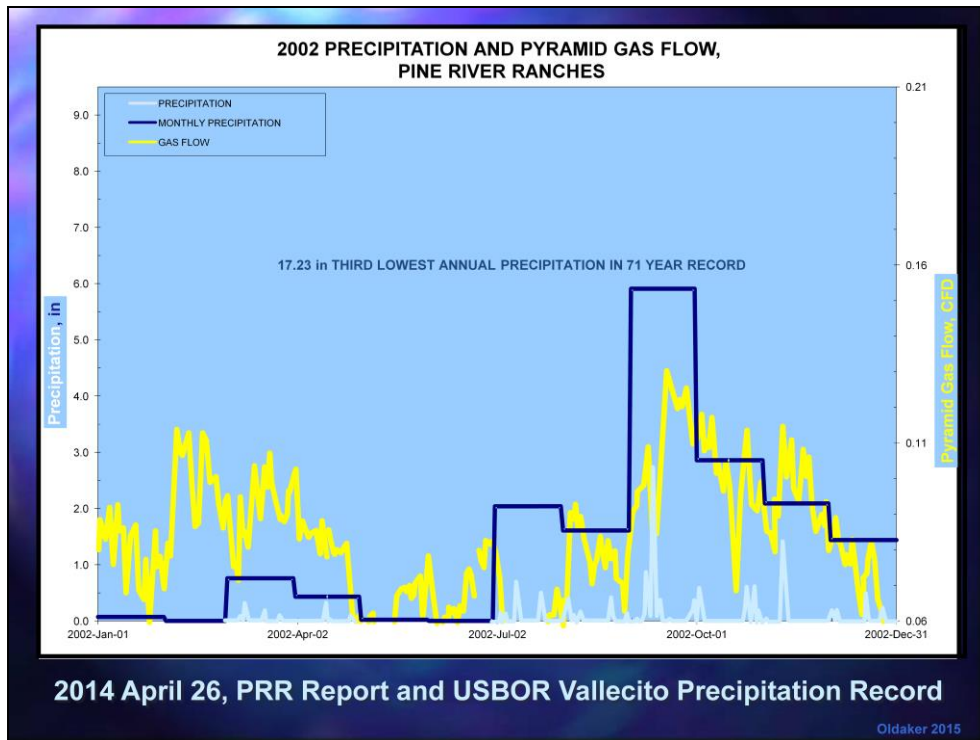 2002 PRECIPITATION AND PYRAMID GAS FLOW,
PINE RIVER RANCHES
PRECIPITATION
MONTHLY PRECIPITATION
GAS FLOW
17.23 in THIRD LOWEST ANNUAL PRECIPITATION IN 71 YEAR RECORD
Precipitation, in
9.0
8.0
7.0
6.0
5.0
4.0
3.0
2.0
1.0
0.0
Pyramid Gas Flow, CFD
0.21
0.16
0.11
0.06
2002-Jan-01
2002-Apr-02
2002-Jul-02
2002-Oct-01
2002-Dec-31
2014 April 26, PRR Report and USBOR Vallecito Precipitation Record
Oldaker 2015